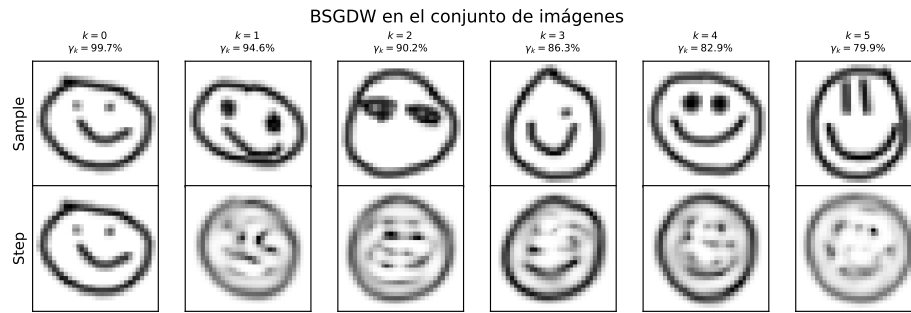 BSGDW en el conjunto de imágenes
k = 0
γk = 99.7%
k = 1
γk = 94.6%
k = 2
γk = 90.2%
k = 3
γk = 86.3%
k = 4
γk = 82.9%
k = 5
γk = 79.9%
Sample
Step